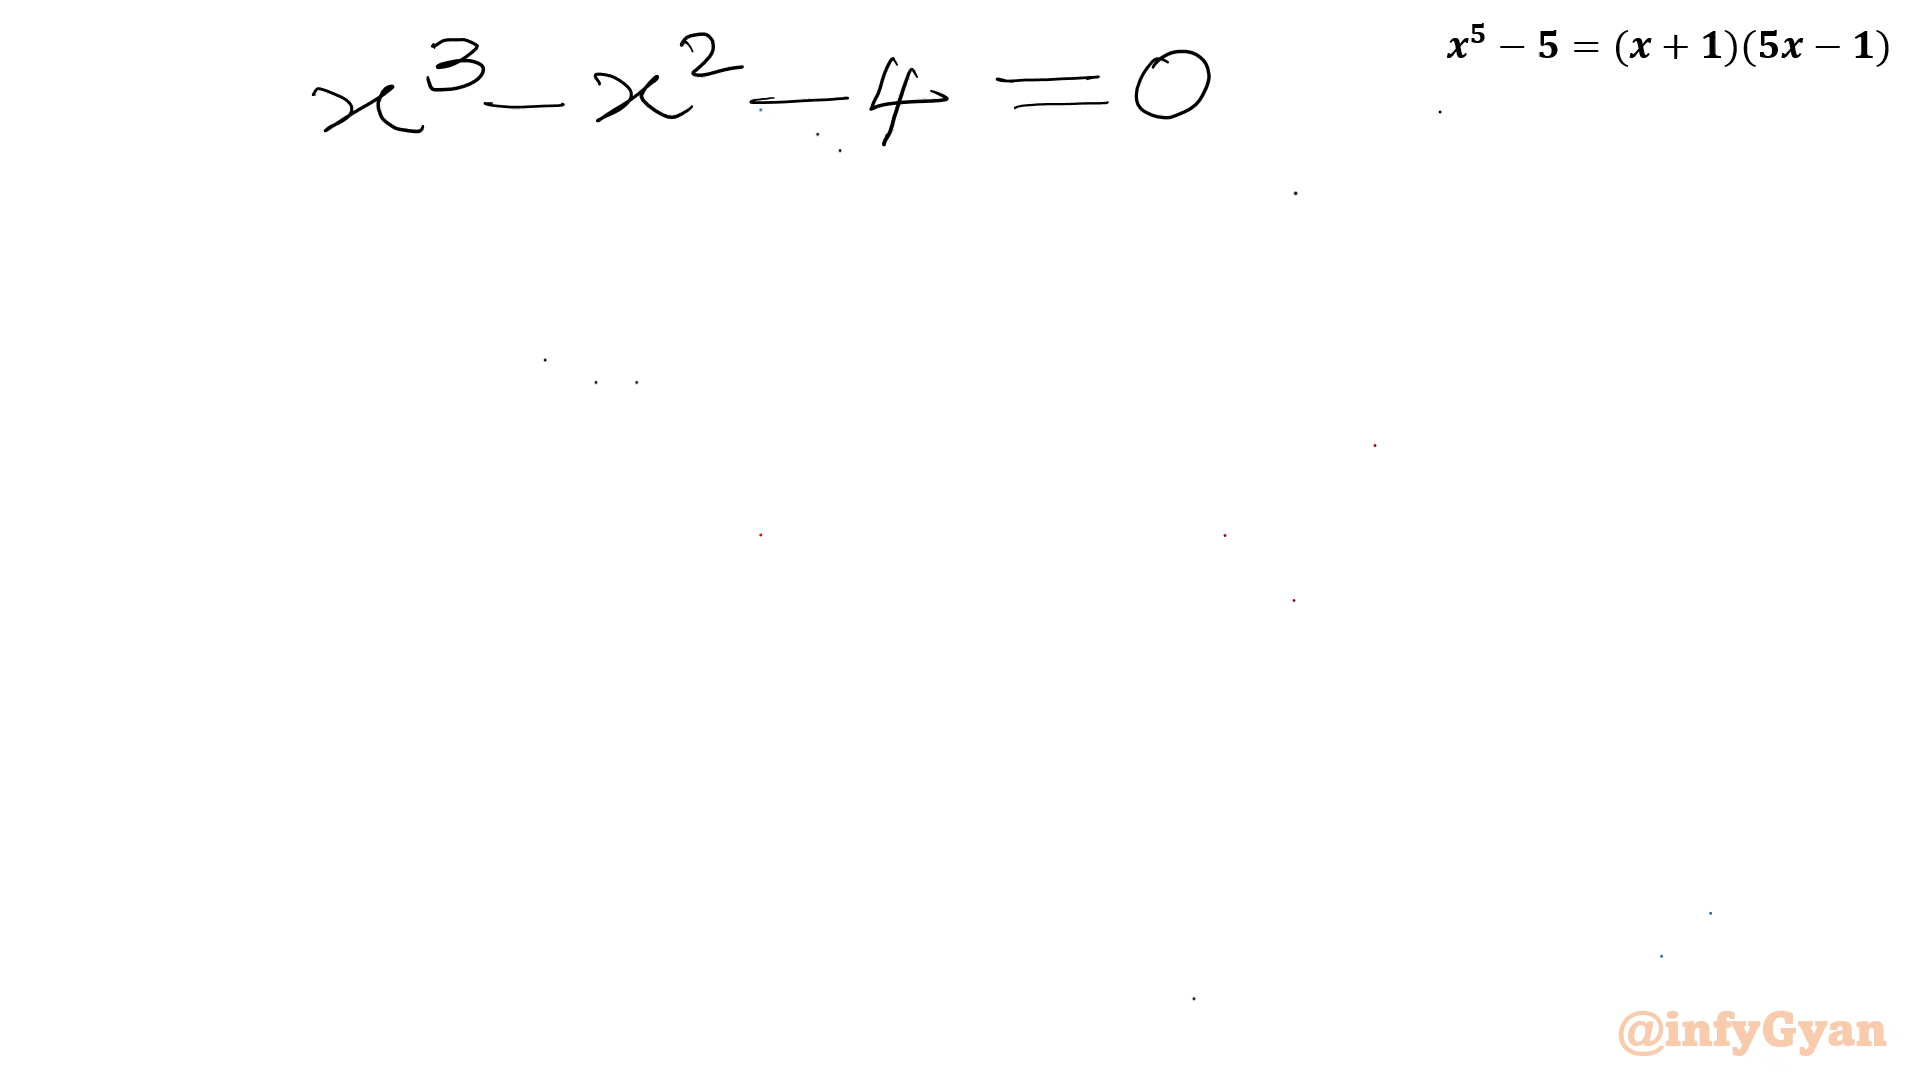 x³ − x² − 4 = 0
x⁵ − 5 = (x + 1)(5x − 1)
@infyGyan